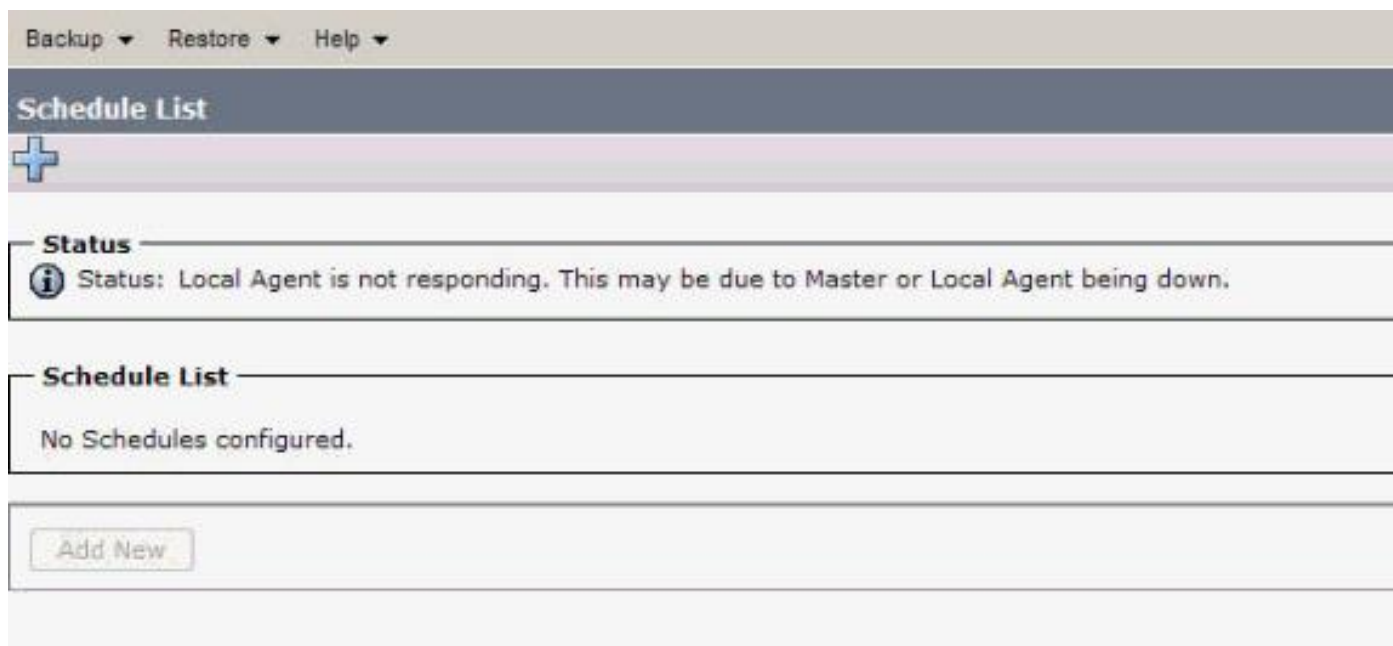 Backup Restore Help
Schedule List
Status
Status: Local Agent is not responding. This may be due to Master or Local Agent being down.
Schedule List
No Schedules configured.
Add New